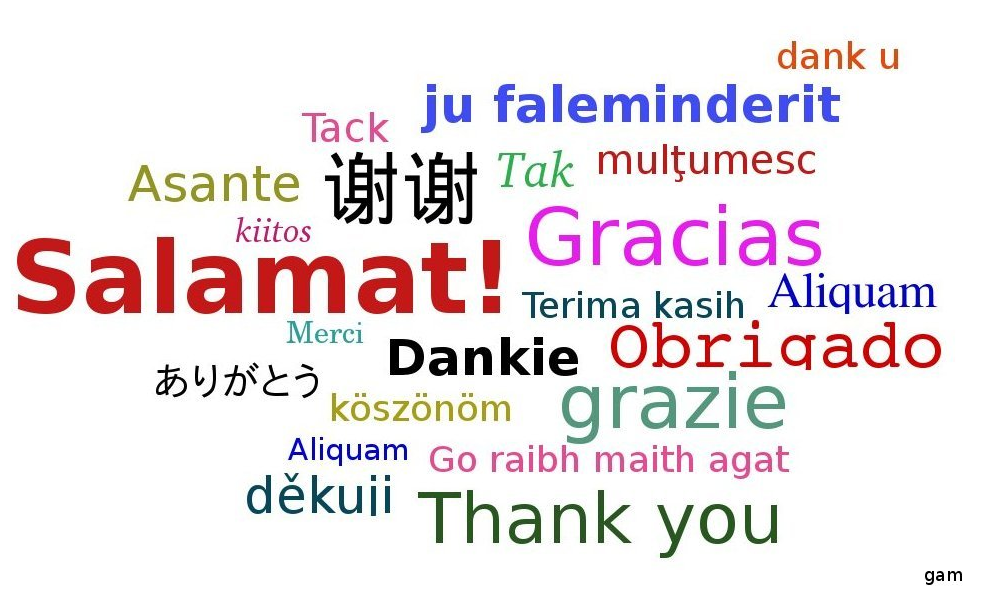 dank u
ju faleminderit
Tack
mulţumesc
Tak
Asante
谢谢
kiitos
Gracias
Salamat!
Aliquam
Terima kasih
Merci
Dankie
Obrigado
ありがとう
köszönöm
grazie
Aliquam
Go raibh maith agat
děkuji
Thank you
gam